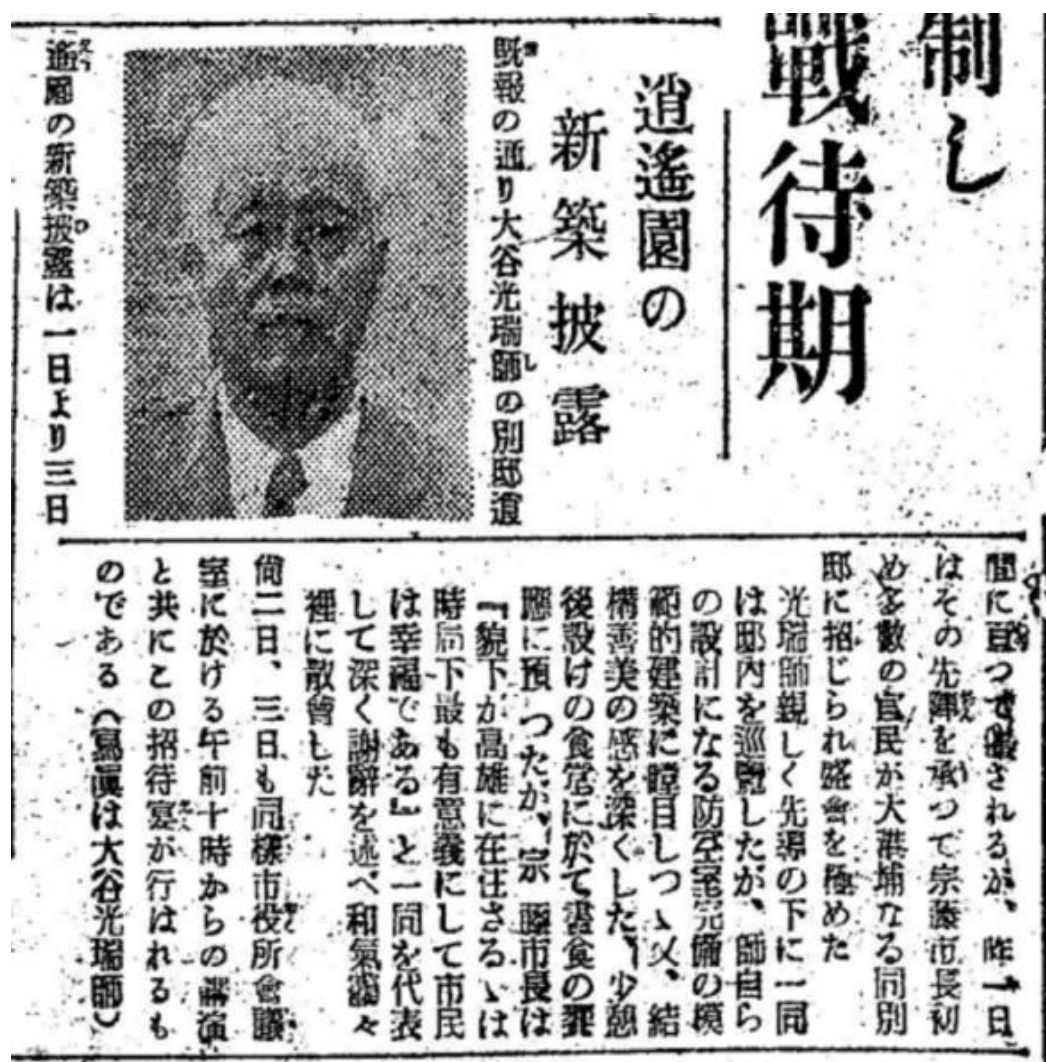 制し
戰待期
逍遙園の
新築披露
既報の通り大谷光瑞師の別邸逍
遙園の新築披露は一日より三日
間に亘つて催されるが、昨一日
はその先陣を承つて宗藤市長初
め多數の官民が大港埔なる同別
邸に招じられ盛會を極めた
光瑞師親しく先導の下に一同
は邸内を巡覽したが、師自ら
の設計になる防空室完備の模
範的建築に瞠目しつゝ又、結
構善美の感を深くした、少憩
後設けの食堂に於て晝食の饗
應に預つたが、宗藤市長は
『貌下が高雄に在住さるゝは
時局下最も有意義にして市民
は幸福である』と一同を代表
して深く謝辭を述べ和氣靄々
裡に散會した
尙二日、三日も同樣市役所會議
室に於ける午前十時からの講演
と共にこの招待宴が行はれるも
のである（寫眞は大谷光瑞師）